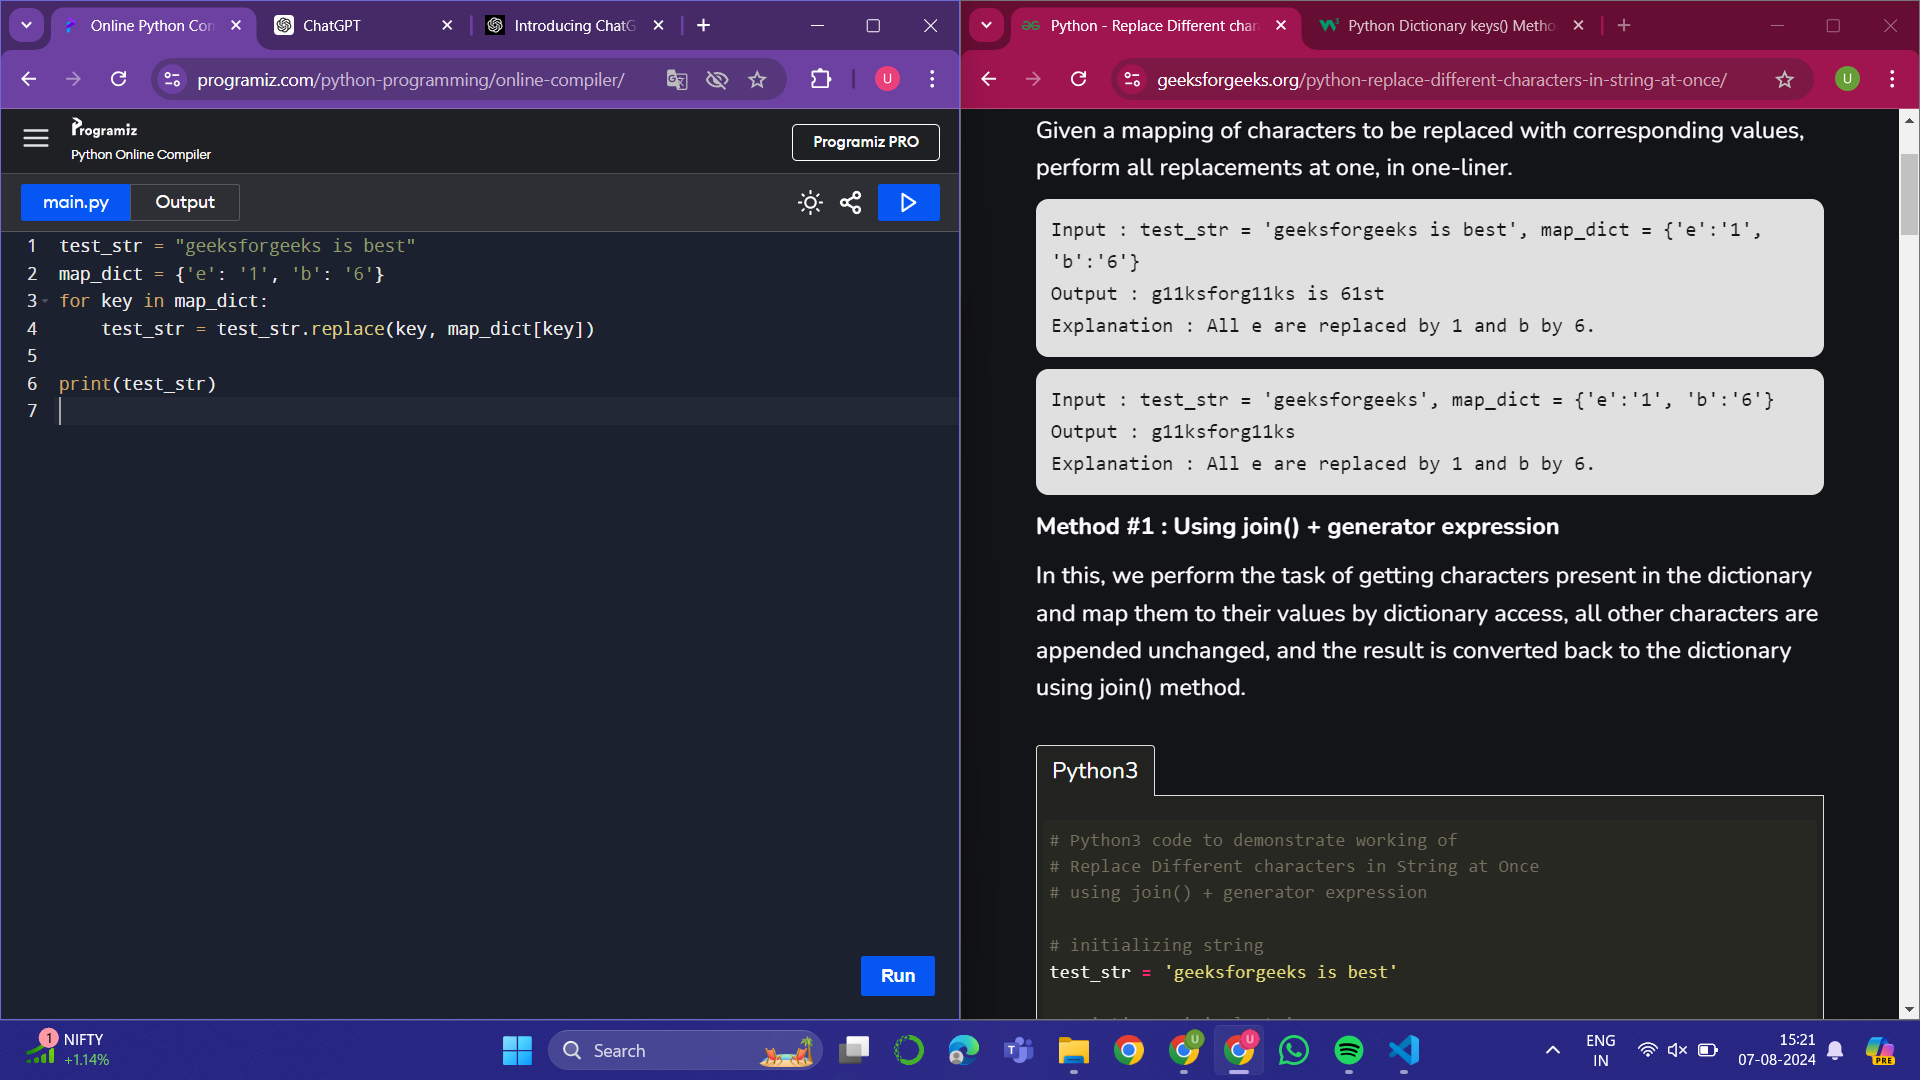 Online Python Com
ChatGPT
Introducing ChatG
programiz.com/python-programming/online-compiler/
U
Programiz
Python Online Compiler
Programiz PRO
main.py
Output
1 test_str = "geeksforgeeks is best"
2 map_dict = {'e': '1', 'b': '6'}
3 for key in map_dict:
4     test_str = test_str.replace(key, map_dict[key])
5
6 print(test_str)
7
Run
Python - Replace Different char
Python Dictionary keys() Metho
geeksforgeeks.org/python-replace-different-characters-in-string-at-once/
U
Given a mapping of characters to be replaced with corresponding values,
perform all replacements at one, in one-liner.
Input : test_str = 'geeksforgeeks is best', map_dict = {'e':'1',
'b':'6'}
Output : g11ksforg11ks is 61st
Explanation : All e are replaced by 1 and b by 6.
Input : test_str = 'geeksforgeeks', map_dict = {'e':'1', 'b':'6'}
Output : g11ksforg11ks
Explanation : All e are replaced by 1 and b by 6.
Method #1 : Using join() + generator expression
In this, we perform the task of getting characters present in the dictionary
and map them to their values by dictionary access, all other characters are
appended unchanged, and the result is converted back to the dictionary
using join() method.
Python3
# Python3 code to demonstrate working of
# Replace Different characters in String at Once
# using join() + generator expression
# initializing string
test_str = 'geeksforgeeks is best'
1
NIFTY
+1.14%
Search
U
U
ENG
IN
15:21
07-08-2024
PRE